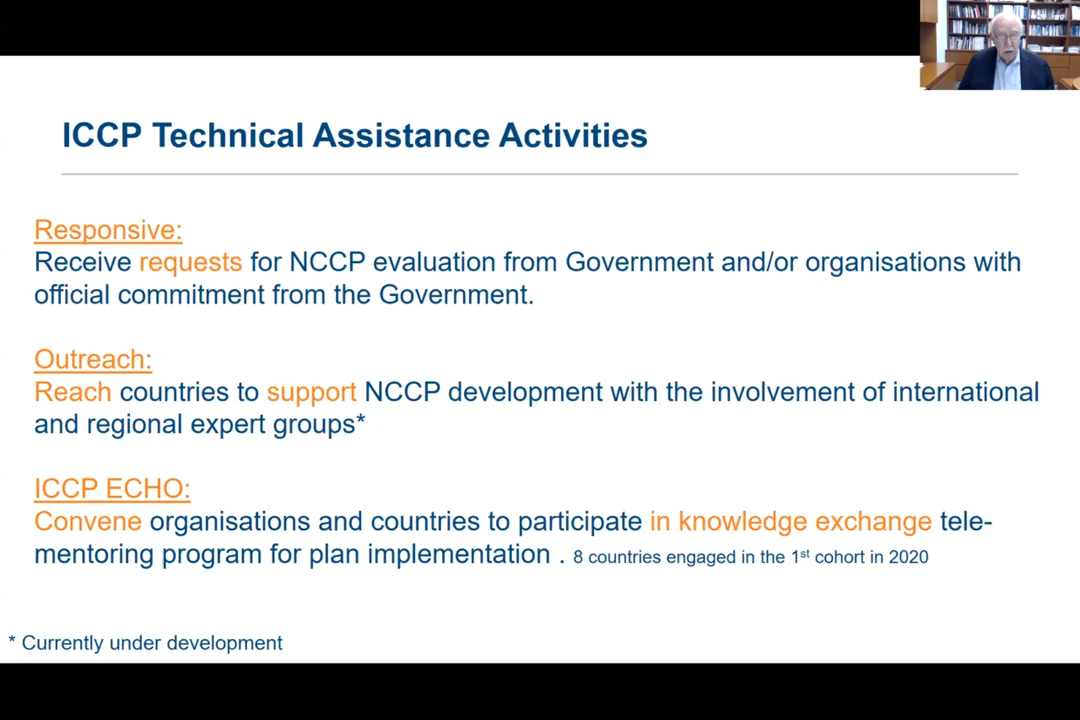 ICCP Technical Assistance Activities
Responsive:
Receive requests for NCCP evaluation from Government and/or organisations with
official commitment from the Government.
Outreach:
Reach countries to support NCCP development with the involvement of international
and regional expert groups*
ICCP ECHO:
Convene organisations and countries to participate in knowledge exchange tele-
mentoring program for plan implementation . 8 countries engaged in the 1st cohort in 2020
* Currently under development